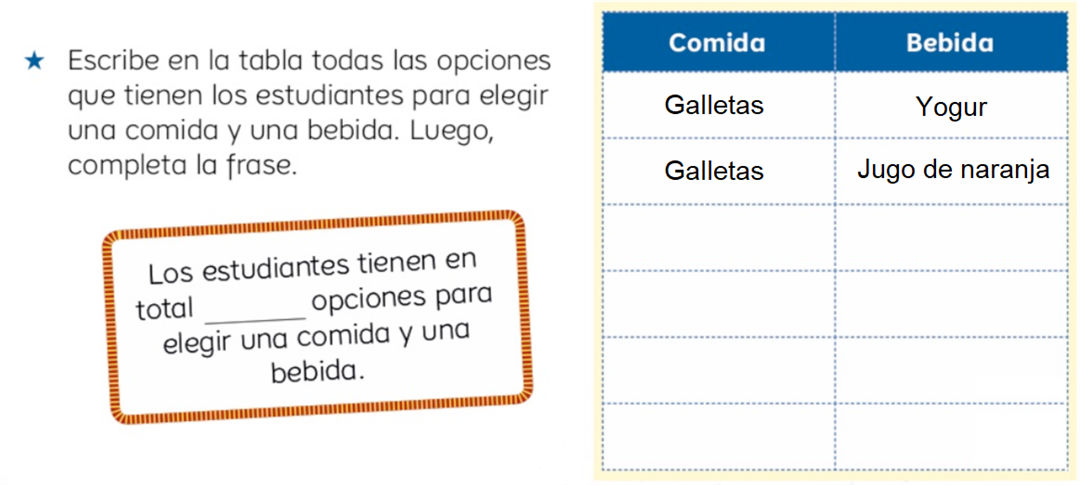 ★ Escribe en la tabla todas las opciones
que tienen los estudiantes para elegir
una comida y una bebida. Luego,
completa la frase.
Los estudiantes tienen en
total ________ opciones para
elegir una comida y una
bebida.
Comida Bebida
Galletas Yogur
Galletas Jugo de naranja